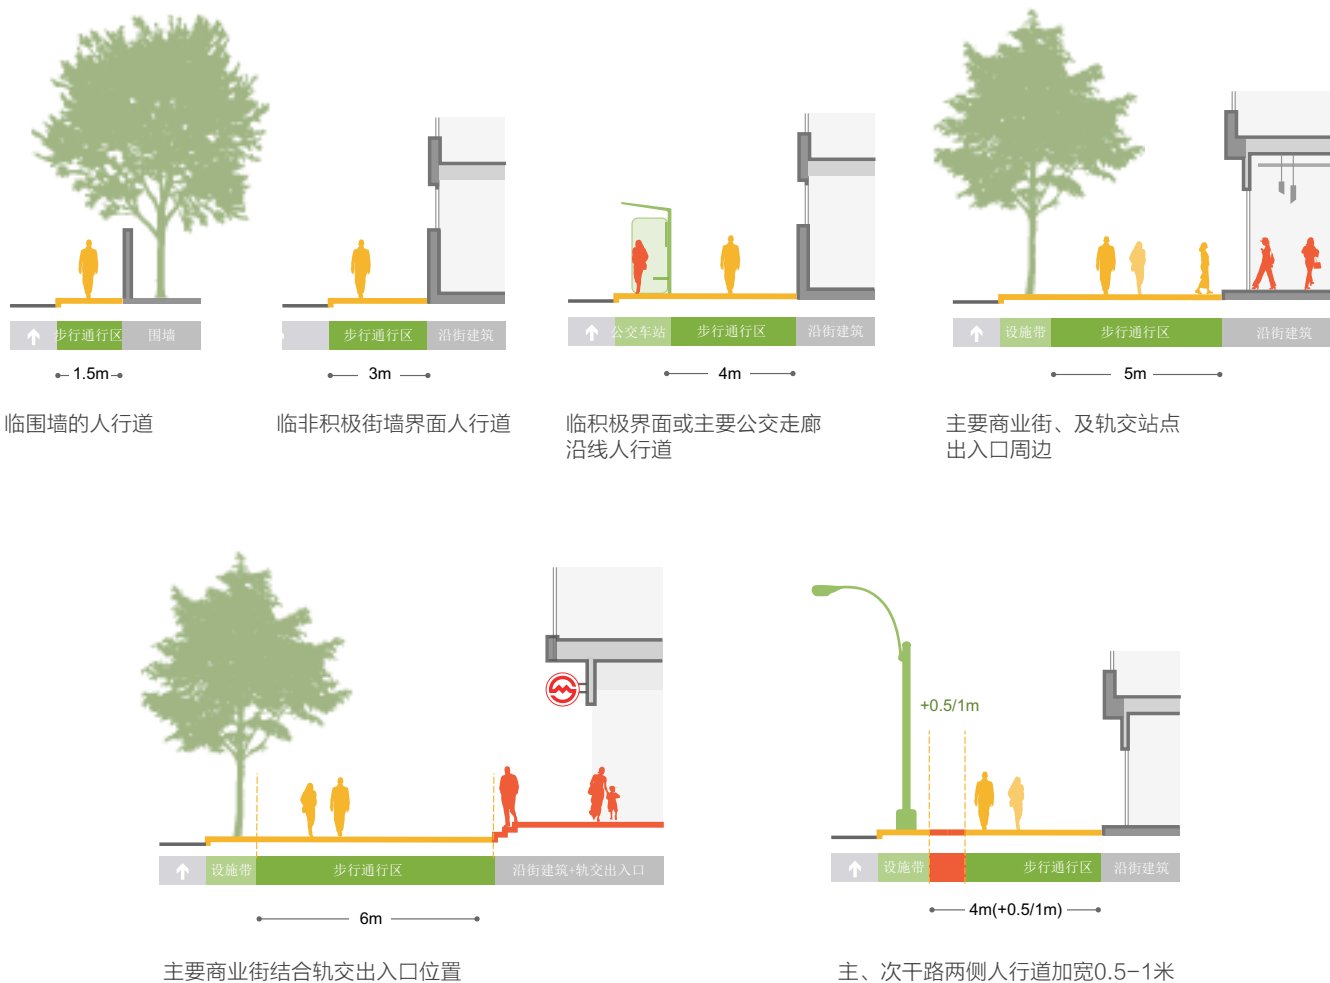 步行通行区
围墙
1.5m
临围墙的人行道
步行通行区
沿街建筑
3m
临非积极街墙界面人行道
公交车站
步行通行区
沿街建筑
4m
临积极界面或主要公交走廊
沿线人行道
设施带
步行通行区
沿街建筑
5m
主要商业街、及轨交站点
出入口周边
设施带
步行通行区
沿街建筑+轨交出入口
6m
主要商业街结合轨交出入口位置
+0.5/1m
设施带
步行通行区
沿街建筑
4m(+0.5/1m)
主、次干路两侧人行道加宽0.5-1米